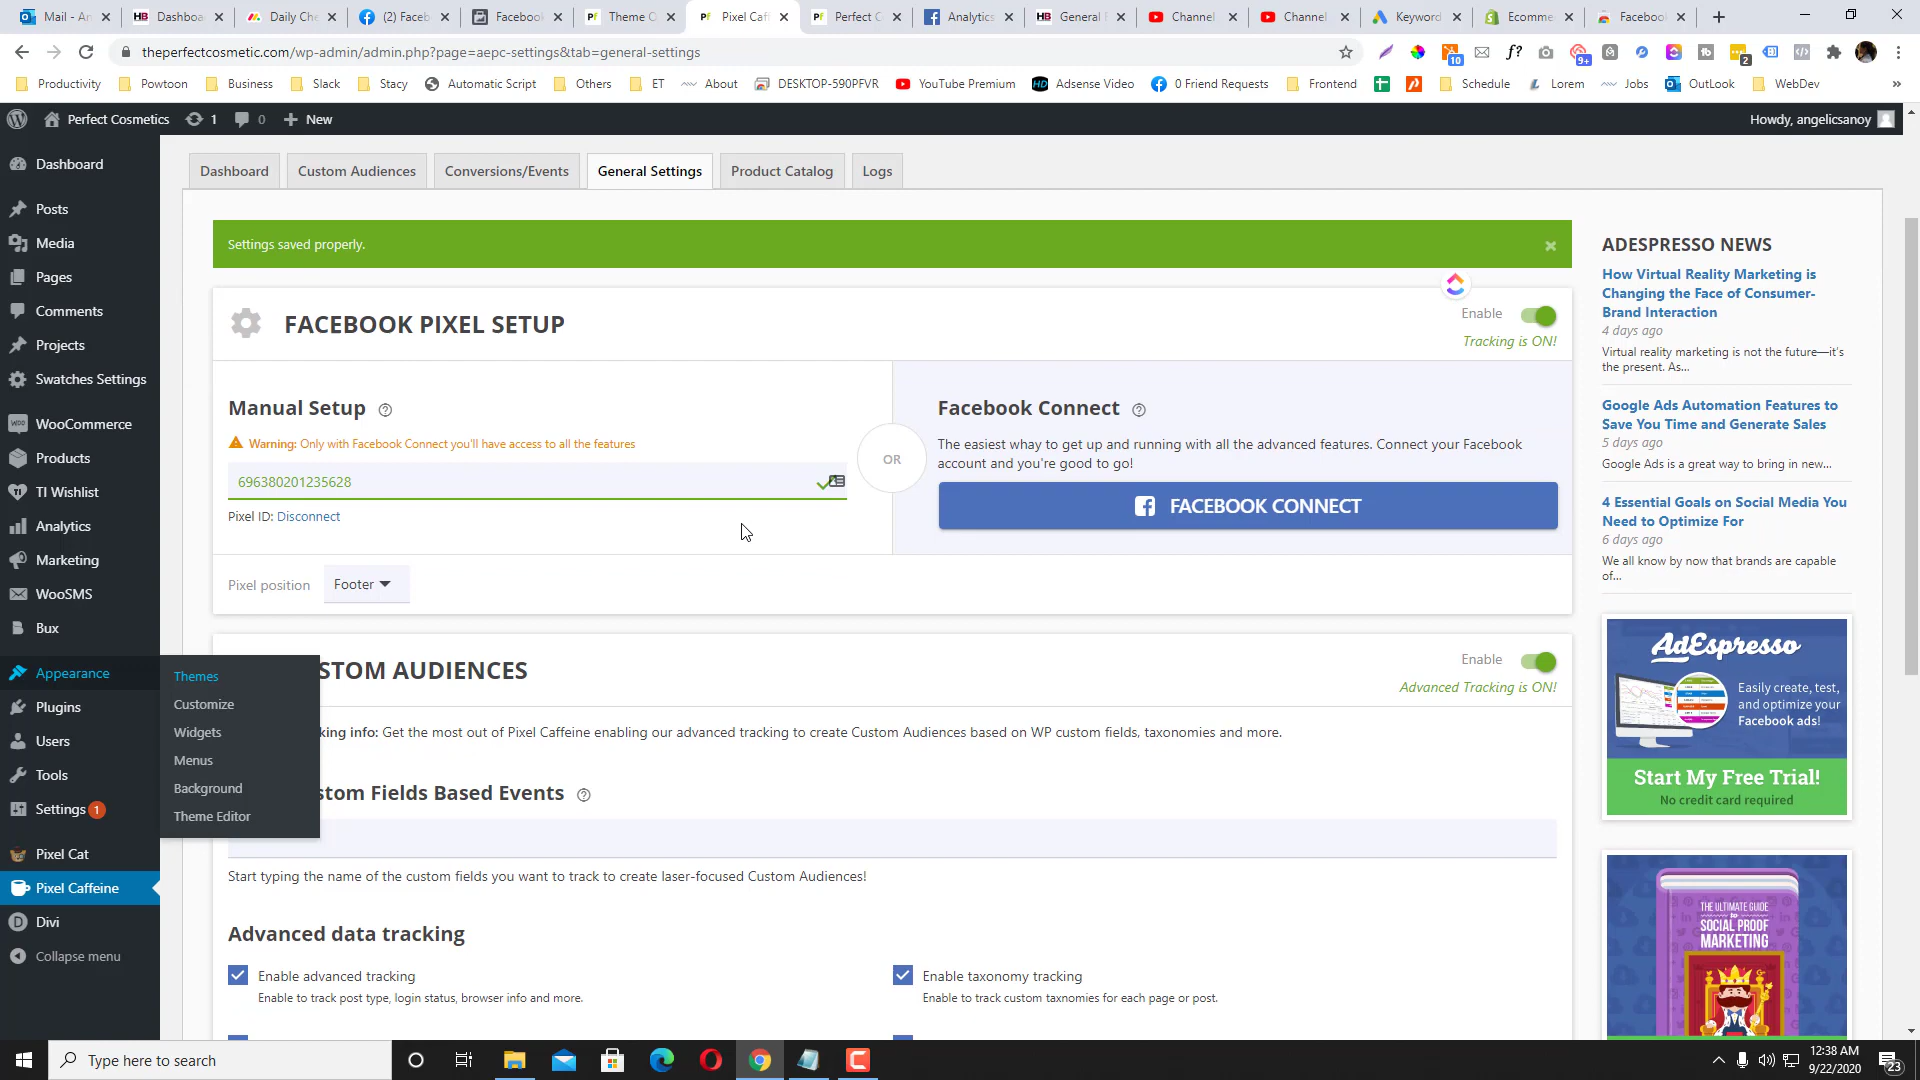 Mail - An
Dashboa
Daily Che
(2) Faceb
Facebook
Theme O
Pixel Caff
Perfect C
Analytics
General F
Channel
Channel
Keyword
Ecomme
Facebook
theperfectcosmetic.com/wp-admin/admin.php?page=aepc-settings&tab=general-settings
10
f?
9+
2
Productivity
Powtoon
Business
Slack
Stacy
Automatic Script
Others
ET
About
DESKTOP-590PFVR
YouTube Premium
Adsense Video
0 Friend Requests
Frontend
Schedule
Lorem
Jobs
OutLook
WebDev
»
Perfect Cosmetics
1
0
New
Howdy, angelicsanoy
Dashboard
Posts
Media
Pages
Comments
Projects
Swatches Settings
WooCommerce
Products
TI Wishlist
Analytics
Marketing
WooSMS
Bux
Appearance
Plugins
Users
Tools
Settings 1
Pixel Cat
Pixel Caffeine
Divi
Collapse menu
Themes
Customize
Widgets
Menus
Background
Theme Editor
Dashboard
Custom Audiences
Conversions/Events
General Settings
Product Catalog
Logs
Settings saved properly.
FACEBOOK PIXEL SETUP
Enable
Tracking is ON!
Manual Setup
Warning: Only with Facebook Connect you'll have access to all the features
696380201235628
Pixel ID: Disconnect
OR
Facebook Connect
The easiest whay to get up and running with all the advanced features. Connect your Facebook
account and you're good to go!
FACEBOOK CONNECT
Pixel position
Footer
STOM AUDIENCES
Enable
Advanced Tracking is ON!
king info: Get the most out of Pixel Caffeine enabling our advanced tracking to create Custom Audiences based on WP custom fields, taxonomies and more.
stom Fields Based Events
Start typing the name of the custom fields you want to track to create laser-focused Custom Audiences!
Advanced data tracking
Enable advanced tracking
Enable to track post type, login status, browser info and more.
Enable taxonomy tracking
Enable to track custom taxnomies for each page or post.
ADESPRESSO NEWS
How Virtual Reality Marketing is
Changing the Face of Consumer-
Brand Interaction
4 days ago
Virtual reality marketing is not the future—it's
the present. As...
Google Ads Automation Features to
Save You Time and Generate Sales
5 days ago
Google Ads is a great way to bring in new...
4 Essential Goals on Social Media You
Need to Optimize For
6 days ago
We all know by now that brands are capable
of...
AdEspresso
Easily create, test,
and optimize your
Facebook ads!
Start My Free Trial!
No credit card required
THE ULTIMATE GUIDE
to
SOCIAL PROOF
MARKETING
Type here to search
12:38 AM
9/22/2020
23